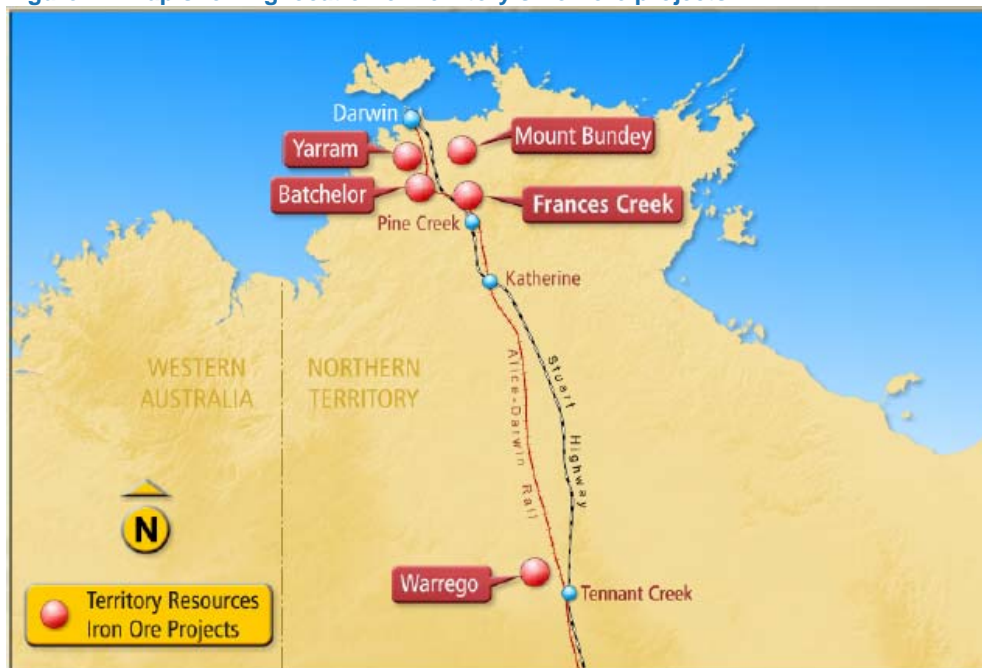 Darwin
Yarram
Mount Bundey
Batchelor
Frances Creek
Pine Creek
Katherine
WESTERN
AUSTRALIA
NORTHERN
TERRITORY
Alice-Darwin Rail
Stuart Highway
N
Warrego
Tennant Creek
Territory Resources
Iron Ore Projects